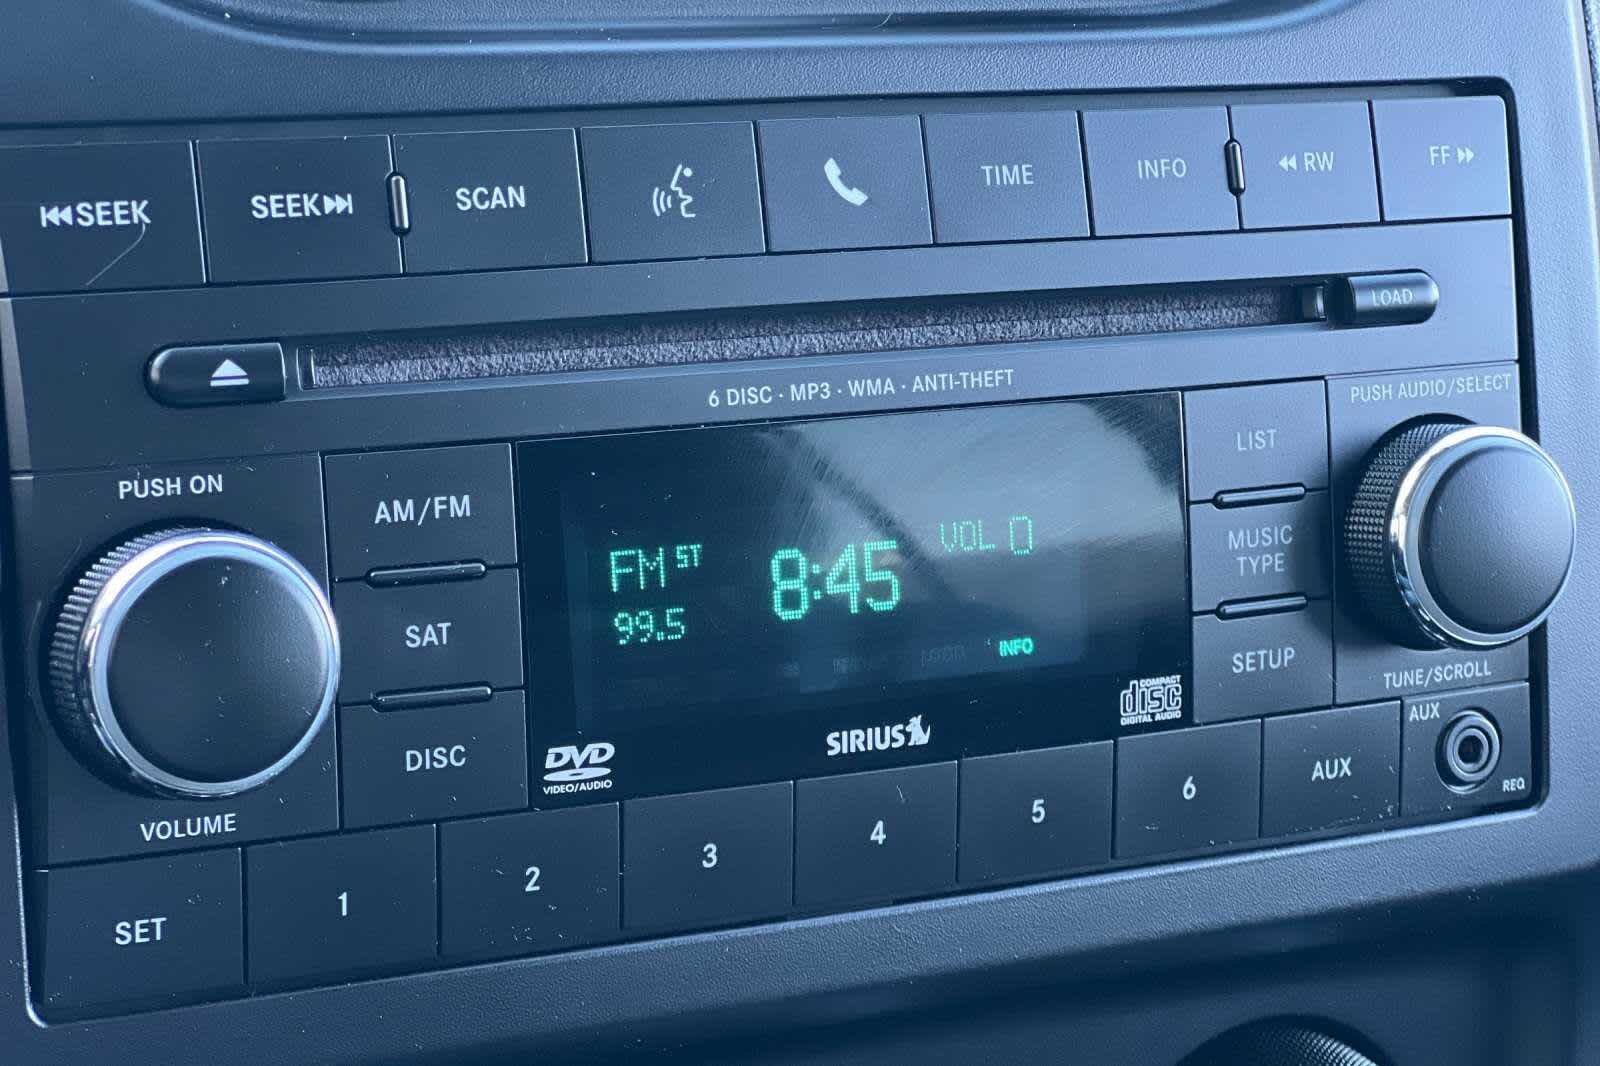 SEEK
SEEK
SCAN
TIME
INFO
RW
FF
LOAD
6 DISC · MP3 · WMA · ANTI-THEFT
PUSH AUDIO/SELECT
PUSH ON
AM/FM
SAT
DISC
VOLUME
FM ST
99.5
8:45
VOL 0
INFO
DVD
VIDEO/AUDIO
SIRIUS
COMPACT
disc
DIGITAL AUDIO
LIST
MUSIC
TYPE
SETUP
TUNE/SCROLL
AUX
REQ
SET
1
2
3
4
5
6
AUX